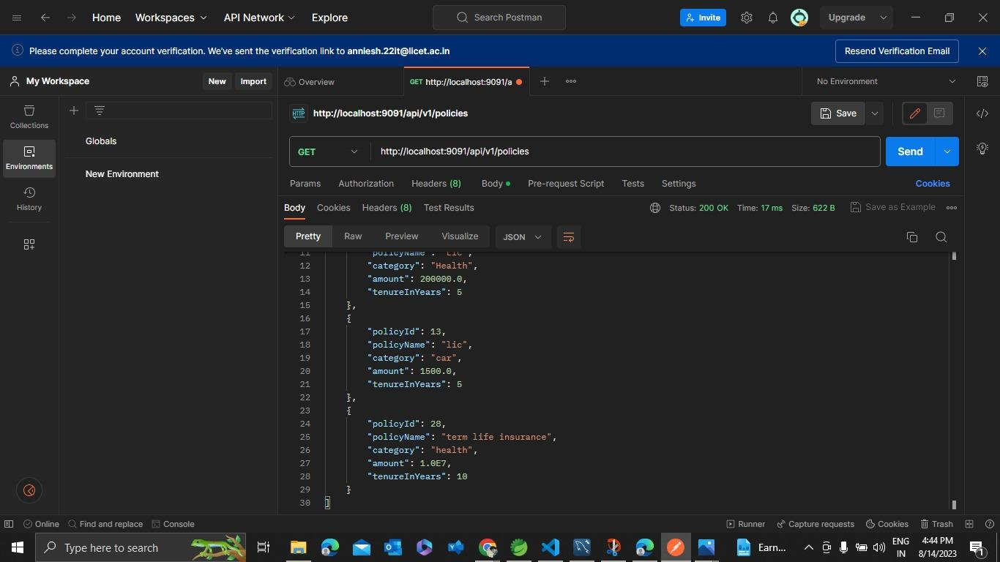 Home Workspaces API Network Explore Search Postman Invite Upgrade
Please complete your account verification. We've sent the verification link to anniesh.22it@licet.ac.in Resend Verification Email
My Workspace New Import Overview GET http://localhost:9091/a No Environment
Collections
Environments
History
Globals
New Environment
HTTP http://localhost:9091/api/v1/policies Save
GET http://localhost:9091/api/v1/policies Send
Params Authorization Headers (8) Body Pre-request Script Tests Settings Cookies
Body Cookies Headers (8) Test Results Status: 200 OK Time: 17 ms Size: 622 B Save as Example
Pretty Raw Preview Visualize JSON
11 "policyName": "Lic",
12 "category": "Health",
13 "amount": 200000.0,
14 "tenureInYears": 5
15 },
16 {
17 "policyId": 13,
18 "policyName": "lic",
19 "category": "car",
20 "amount": 1500.0,
21 "tenureInYears": 5
22 },
23 {
24 "policyId": 28,
25 "policyName": "term life insurance",
26 "category": "health",
27 "amount": 1.0E7,
28 "tenureInYears": 10
29 }
30 ]
Online Find and replace Console Runner Capture requests Cookies Trash
Type here to search Earn... ENG 4:44 PM
IN 8/14/2023 1